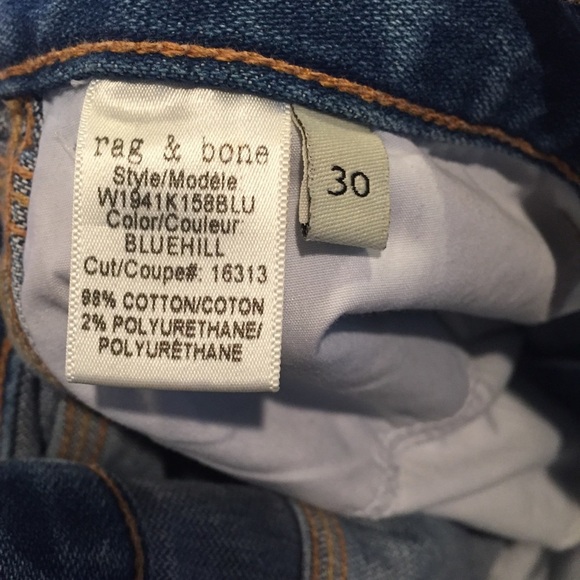 rag & bone
Style/Modèle
W1941K158BLU
Color/Couleur
BLUEHILL
Cut/Coupe#: 16313
98% COTTON/COTON
2% POLYURETHANE/
POLYURÉTHANE
30